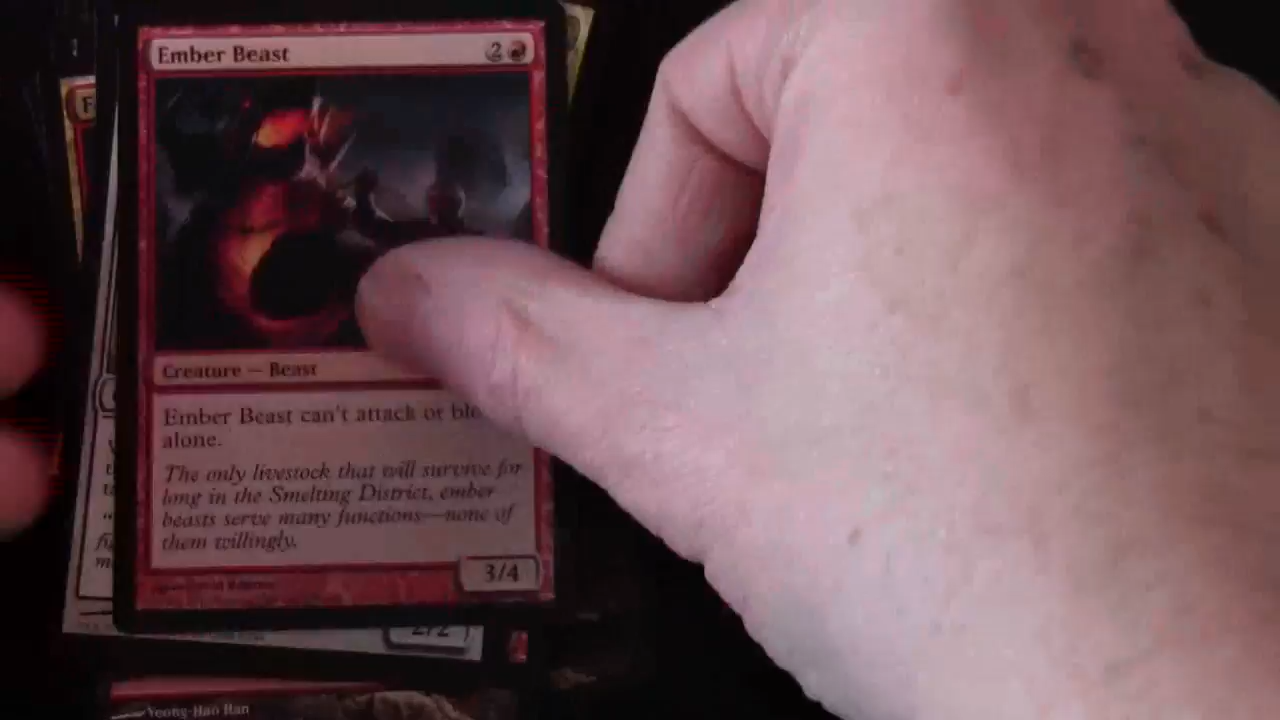 Ember Beast 2
F
Creature — Beast
Ember Beast can't attack or
alone.
The only livestock that will survive for
long in the Smelting District, ember
beasts serve many functions—none of
them willingly.
3/4
2/2
Yeong-Hao Han